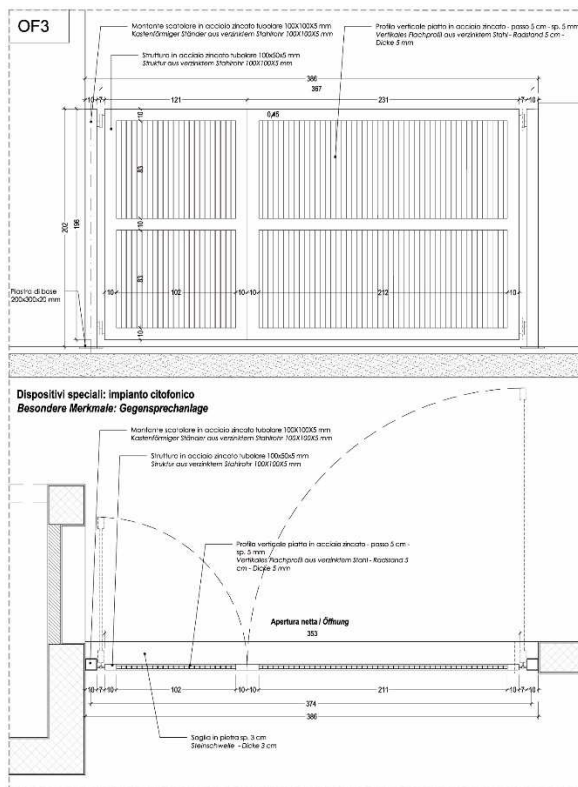 OF3
Montante scatolare in acciaio zincato tubolare 100X100X5 mm
Kastenförmiger Ständer aus verzinktem Stahlrohr 100X100X5 mm
Profilo verticale piatto in acciaio zincato - passo 5 cm - sp. 5 mm
Vertikales Flachprofil aus verzinktem Stahl - Radstand 5 cm -
Dicke 5 mm
Struttura in acciaio zincato tubolare 100x50x5 mm
Struktur aus verzinktem Stahlrohr 100X100X5 mm
386
367
10 7 121 231 7 10
10
0,45
83
10
83
10
202
196
10 102 10 10 212 10
Piastra di base
200x300x20 mm
Dispositivi speciali: impianto citofonico
Besondere Merkmale: Gegensprechanlage
Montante scatolare in acciaio zincato tubolare 100X100X5 mm
Kastenförmiger Ständer aus verzinktem Stahlrohr 100X100X5 mm
Struttura in acciaio zincato tubolare 100x50x5 mm
Struktur aus verzinktem Stahlrohr 100X100X5 mm
Profilo verticale piatto in acciaio zincato - passo 5 cm -
sp. 5 mm
Vertikales Flachprofil aus verzinktem Stahl - Radstand 5
cm - Dicke 5 mm
Apertura netta / Öffnung
353
10 7 10 102 10 10 211 10 7 10
374
386
Soglia in pietra sp. 3 cm
Steinschwelle - Dicke 3 cm